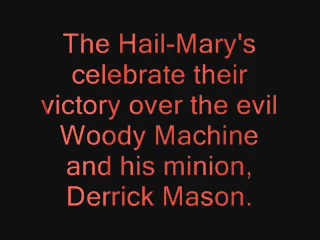 The Hail-Mary's
celebrate their
victory over the evil
Woody Machine
and his minion,
Derrick Mason.